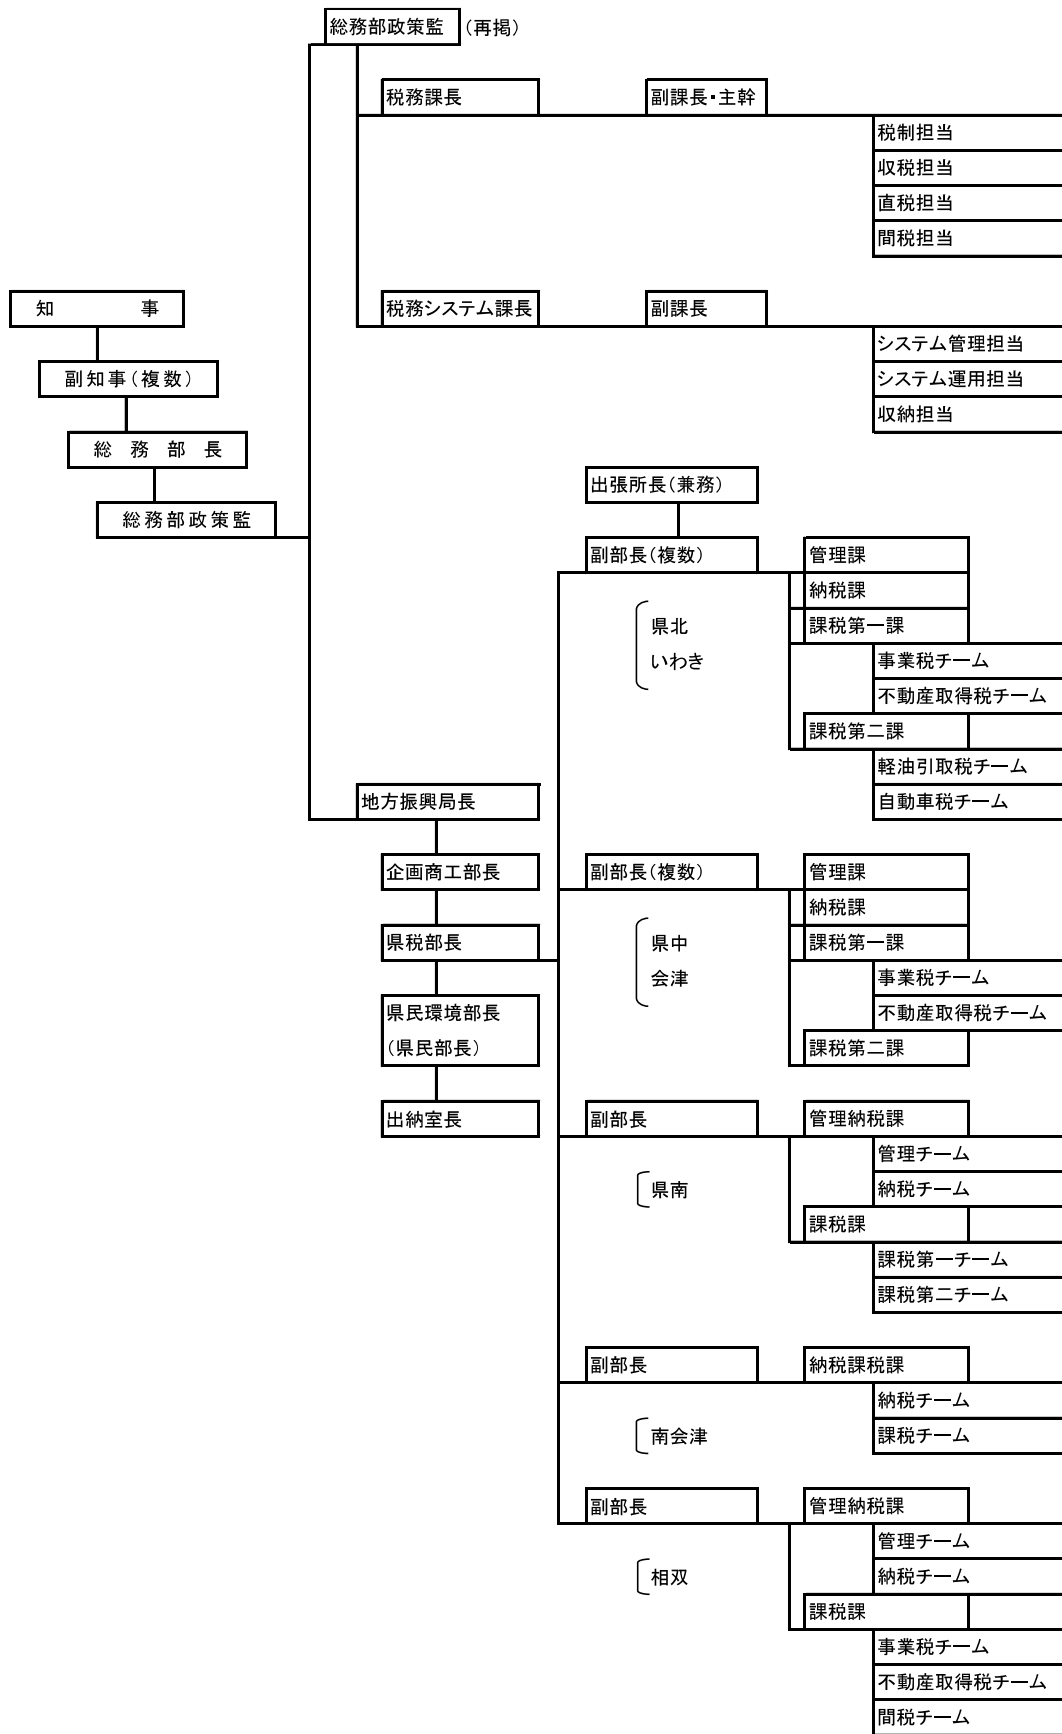 総務部政策監 (再掲)
税務課長 副課長・主幹
税制担当
収税担当
直税担当
間税担当
知事
税務システム課長 副課長
システム管理担当
副知事(複数)
システム運用担当
収納担当
総務部長
出張所長(兼務)
総務部政策監
副部長(複数) 管理課
納税課
県北 課税第一課
いわき 事業税チーム
不動産取得税チーム
課税第二課
軽油引取税チーム
地方振興局長 自動車税チーム
企画商工部長 副部長(複数) 管理課
納税課
県税部長 県中 課税第一課
会津 事業税チーム
県民環境部長 不動産取得税チーム
(県民部長) 課税第二課
出納室長 副部長 管理納税課
管理チーム
県南 納税チーム
課税課
課税第一チーム
課税第二チーム
副部長 納税課税課
納税チーム
南会津 課税チーム
副部長 管理納税課
管理チーム
相双 納税チーム
課税課
事業税チーム
不動産取得税チーム
間税チーム